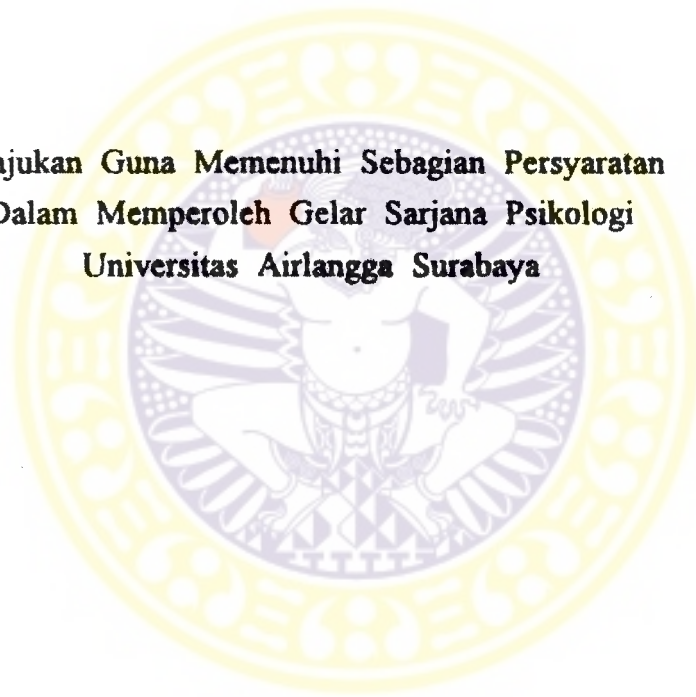 ajukan Guna Memenuhi Sebagian Persyaratan
Dalam Memperoleh Gelar Sarjana Psikologi
Universitas Airlangga Surabaya